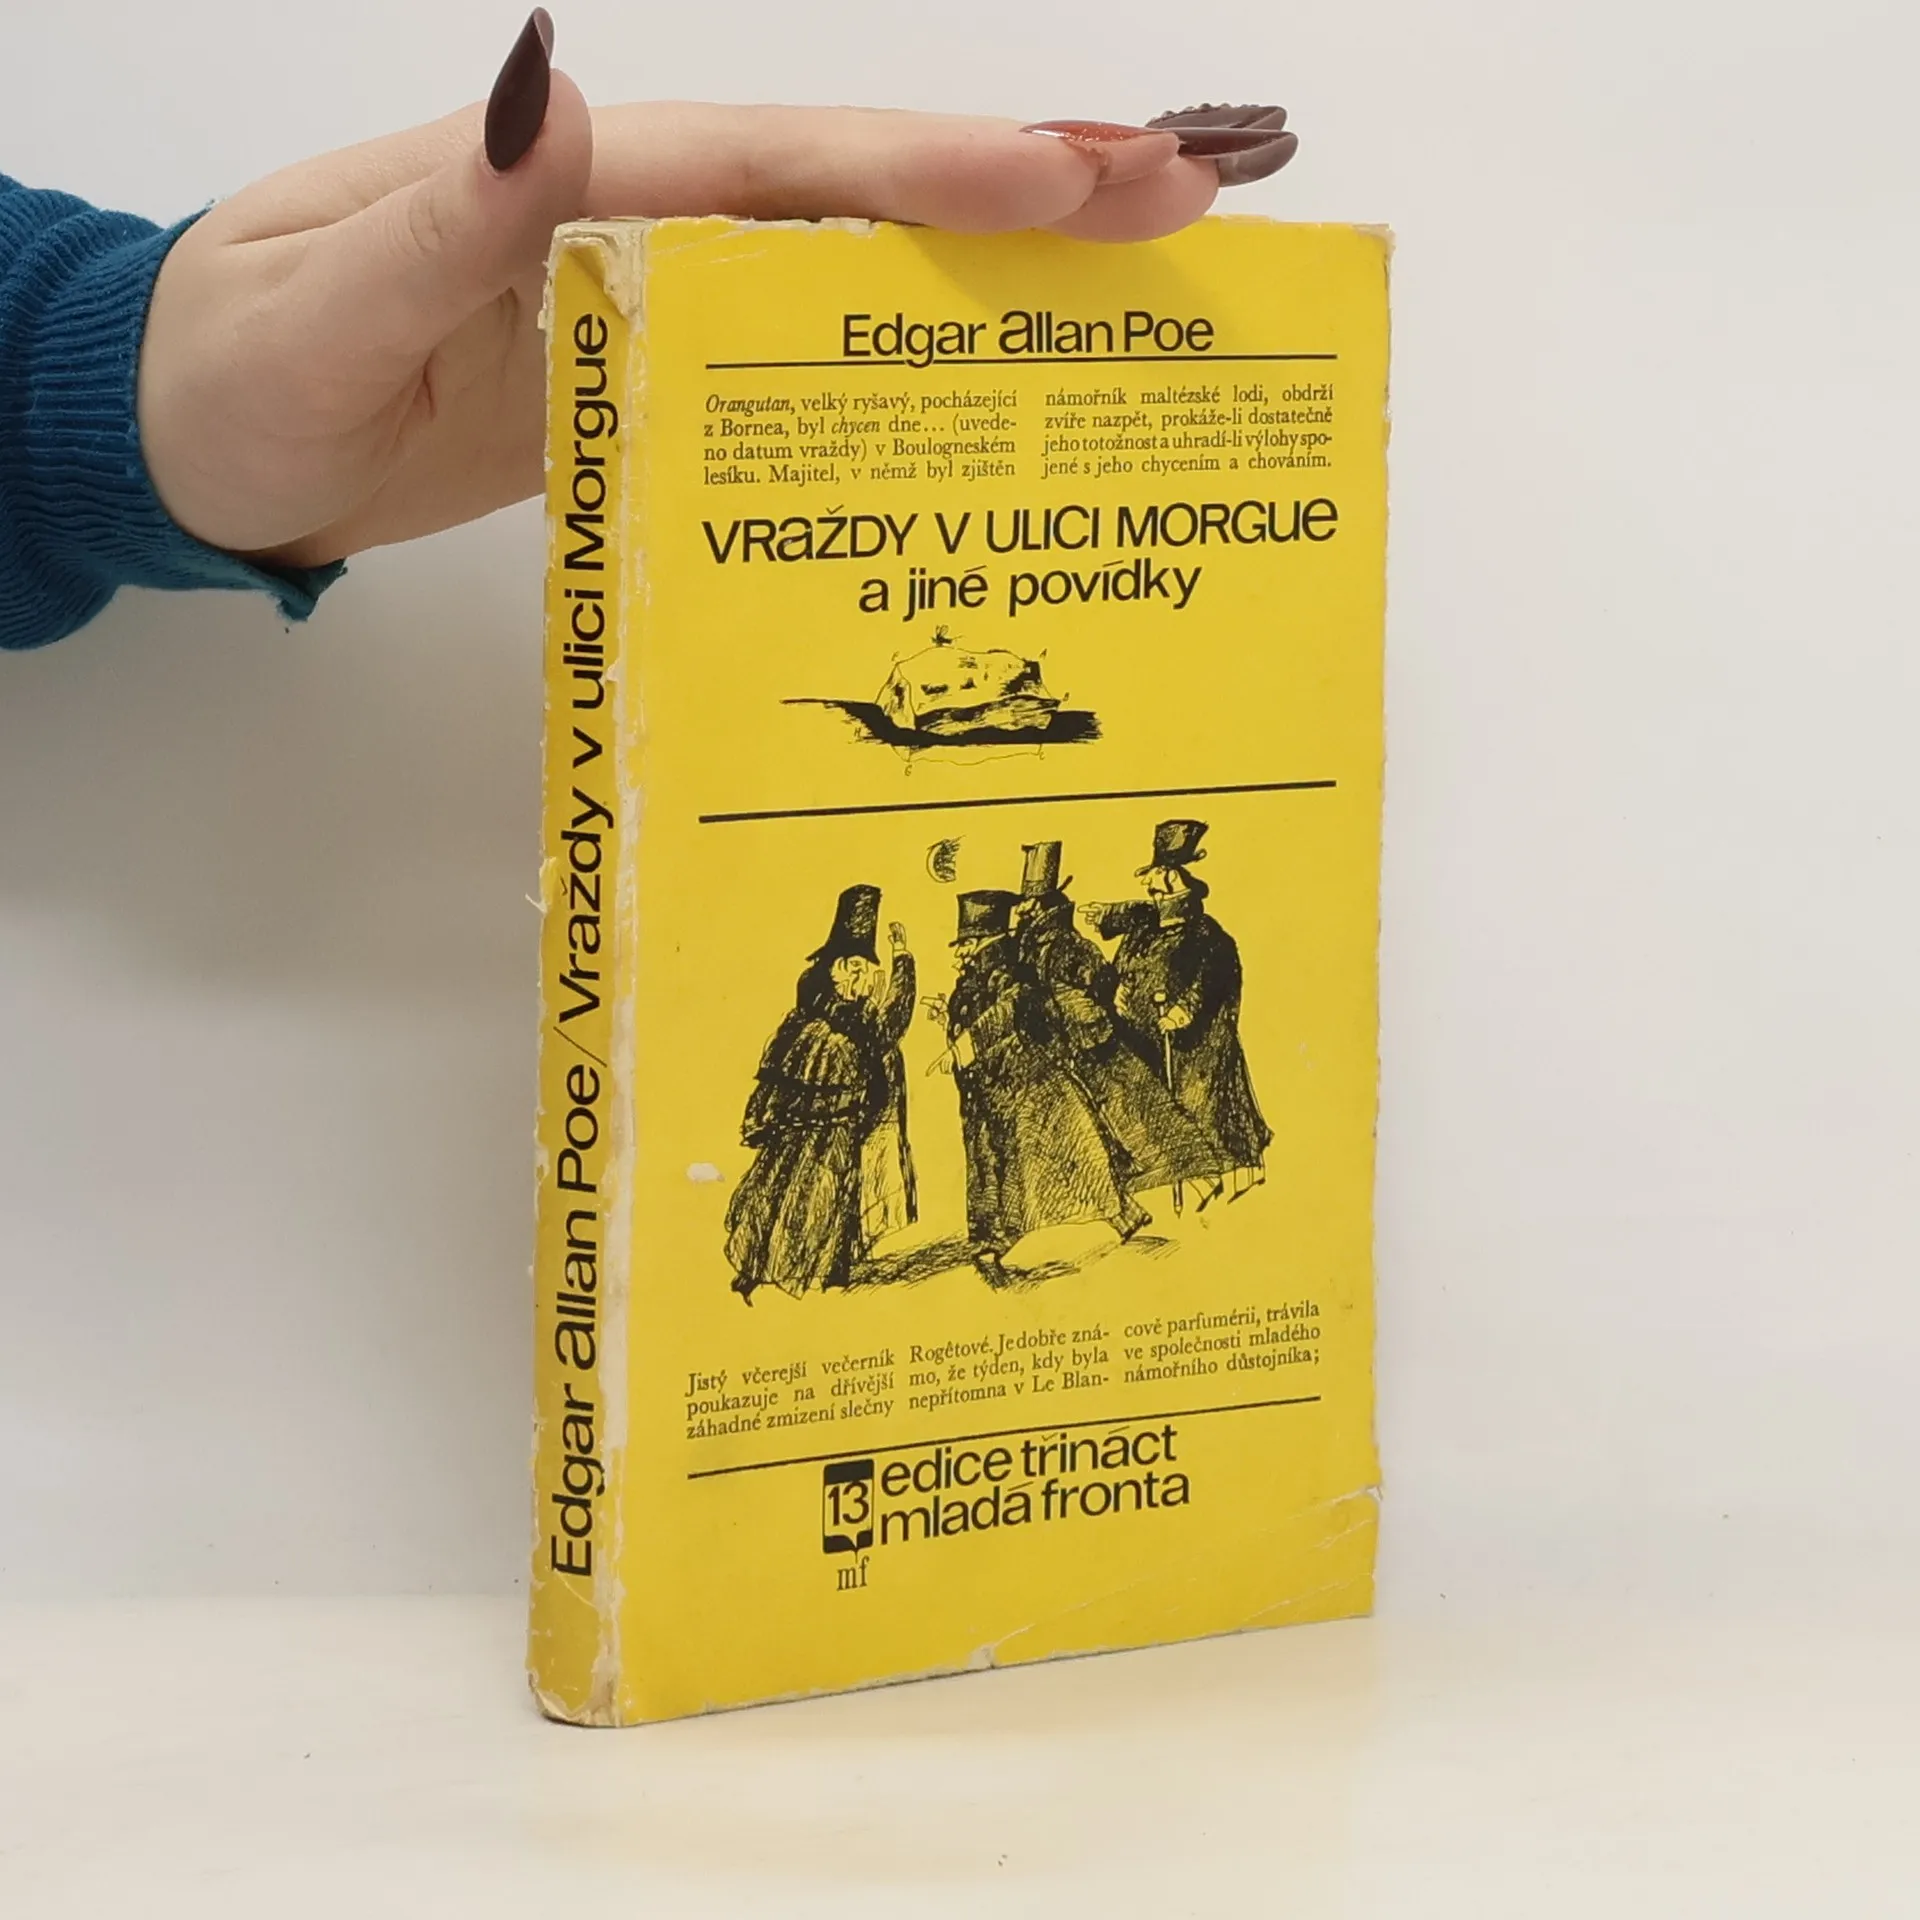 Edgar allan Poe/Vraždy v ulici Morgue
Edgar allan Poe
Orangutan, velký ryšavý, pocházející
z Bornea, byl chycen dne... (uvede-
no datum vraždy) v Boulogneském
lesíku. Majitel, v němž byl zjištěn
námořník maltézské lodi, obdrží
zvíře nazpět, prokáže-li dostatečně
jeho totožnost a uhradí-li výlohy spo-
jené s jeho chycením a chováním.
VRaŽDY V ULICI MORGUe
a jiné povídky
Jistý včerejší večerník
poukazuje na dřívější
záhadné zmizení slečny
Rogêtové. Je dobře zná-
mo, že týden, kdy byla
nepřítomna v Le Blan-
cově parfumérii, trávila
ve společnosti mladého
námořního důstojníka;
13
edice třináct
mladá fronta
mf